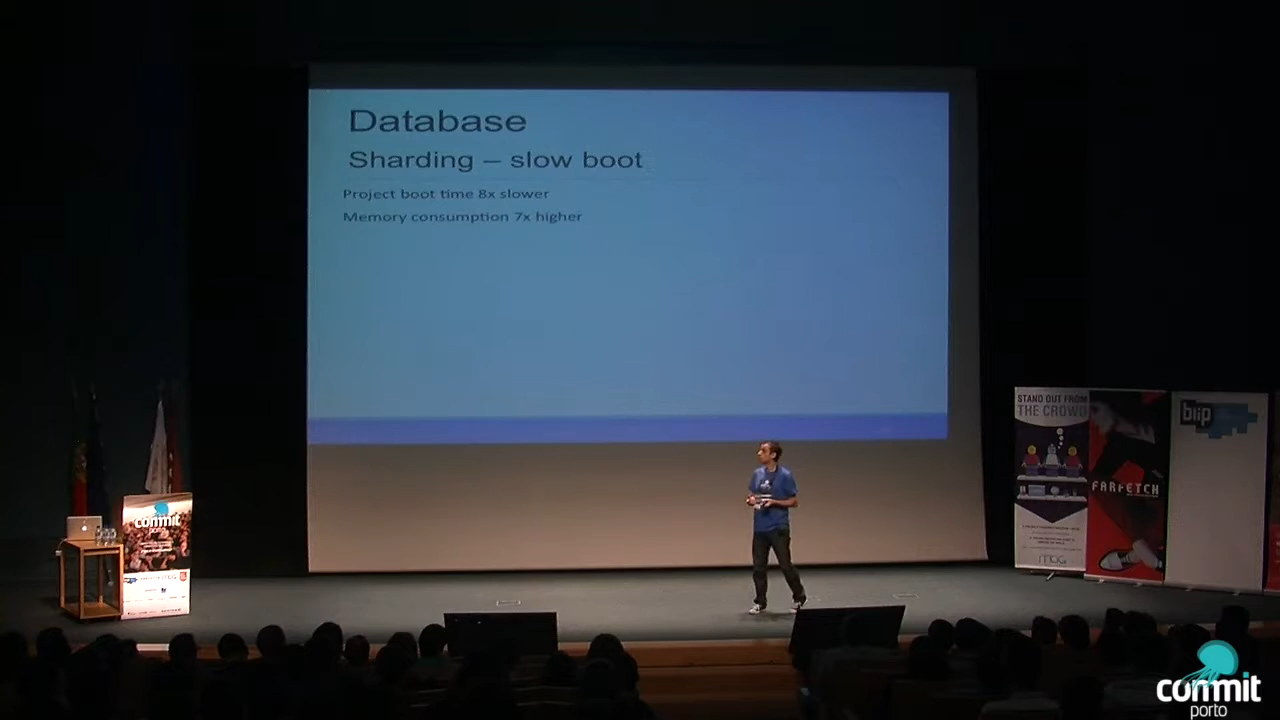 Database
Sharding – slow boot
Project boot time 8x slower
Memory consumption 7x higher
commit
porto
STAND OUT FROM
THE CROWD
FARFETCH
blip
commit
porto